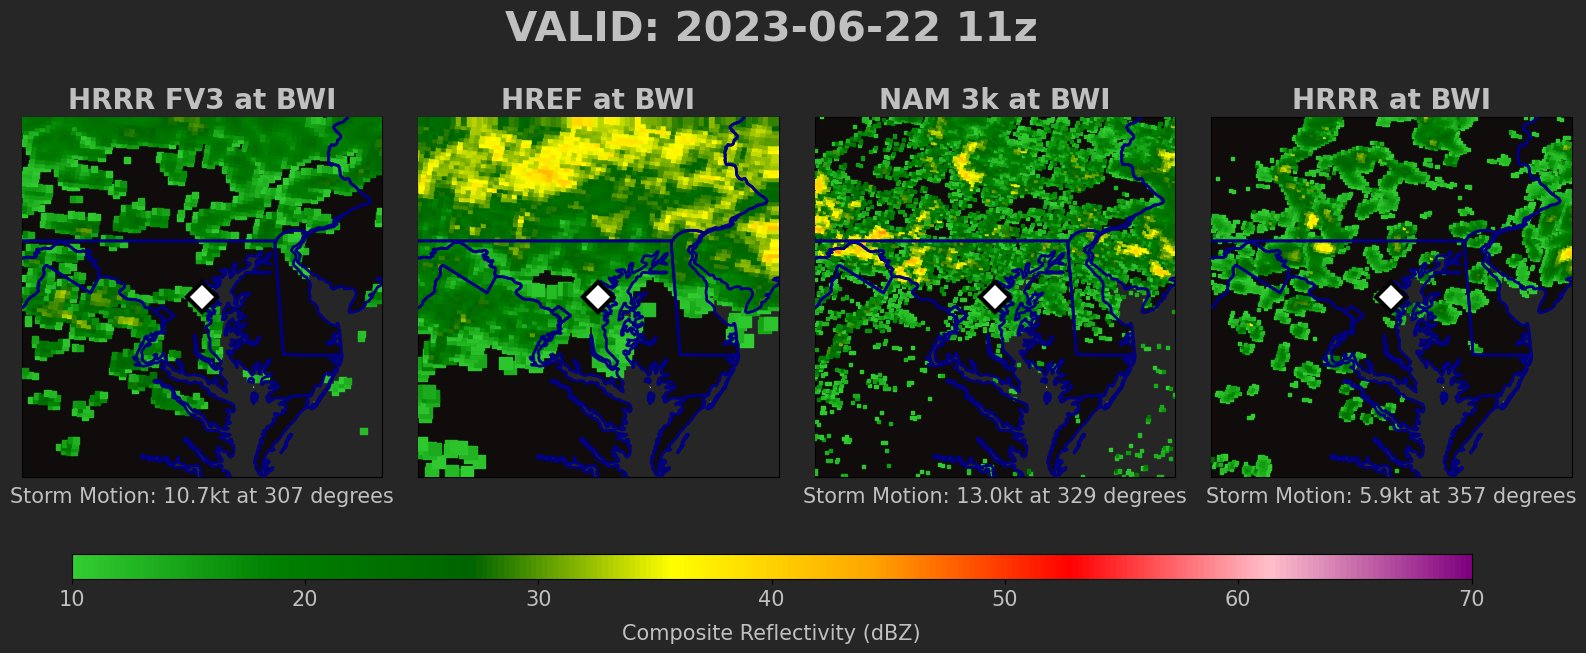 VALID: 2023-06-22 11z
HRRR FV3 at BWI
HREF at BWI
NAM 3k at BWI
HRRR at BWI
Storm Motion: 10.7kt at 307 degrees
Storm Motion: 13.0kt at 329 degrees
Storm Motion: 5.9kt at 357 degrees
10 20 30 40 50 60 70
Composite Reflectivity (dBZ)